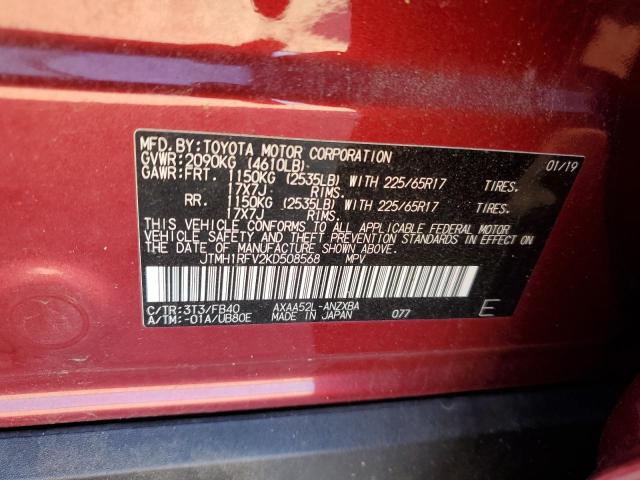 MFD.BY:TOYOTA MOTOR CORPORATION 01/19
GVWR:2090KG (4610LB)
GAWR:FRT. 1150KG (2535LB) WITH 225/65R17 TIRES.
17X7J RIMS.
RR. 1150KG (2535LB) WITH 225/65R17 TIRES.
17X7J RIMS.
THIS VEHICLE CONFORMS TO ALL APPLICABLE FEDERAL MOTOR
VEHICLE SAFETY AND THEFT PREVENTION STANDARDS IN EFFECT ON
THE DATE OF MANUFACTURE SHOWN ABOVE.
JTMH1RFV2KD508568 MPV
C/TR:3T3/FB40 AXAA52L-ANZXBA
A/TM:-01A/UB80E MADE IN JAPAN 077 E